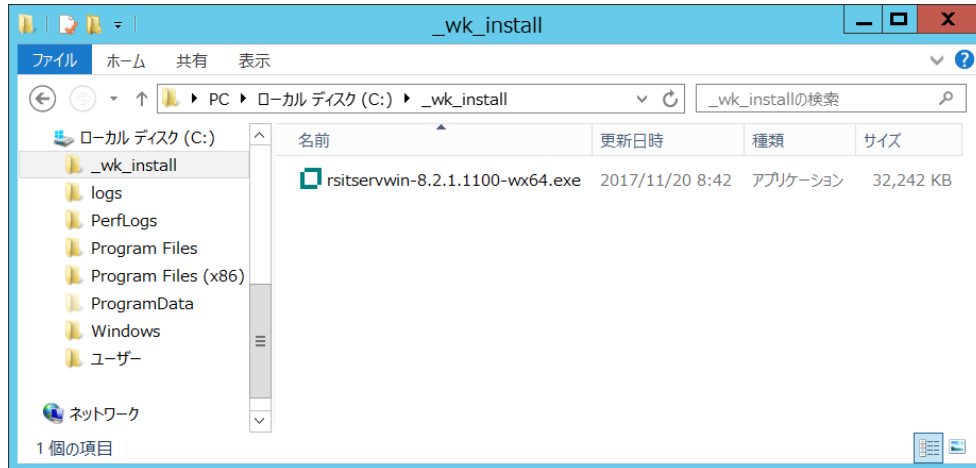 _wk_install
ファイル ホーム 共有 表示
PC ローカル ディスク (C:) _wk_install _wk_installの検索
ローカル ディスク (C:)
_wk_install
logs
PerfLogs
Program Files
Program Files (x86)
ProgramData
Windows
ユーザー
ネットワーク
名前 更新日時 種類 サイズ
rsitservwin-8.2.1.1100-wx64.exe 2017/11/20 8:42 アプリケーション 32,242 KB
1 個の項目